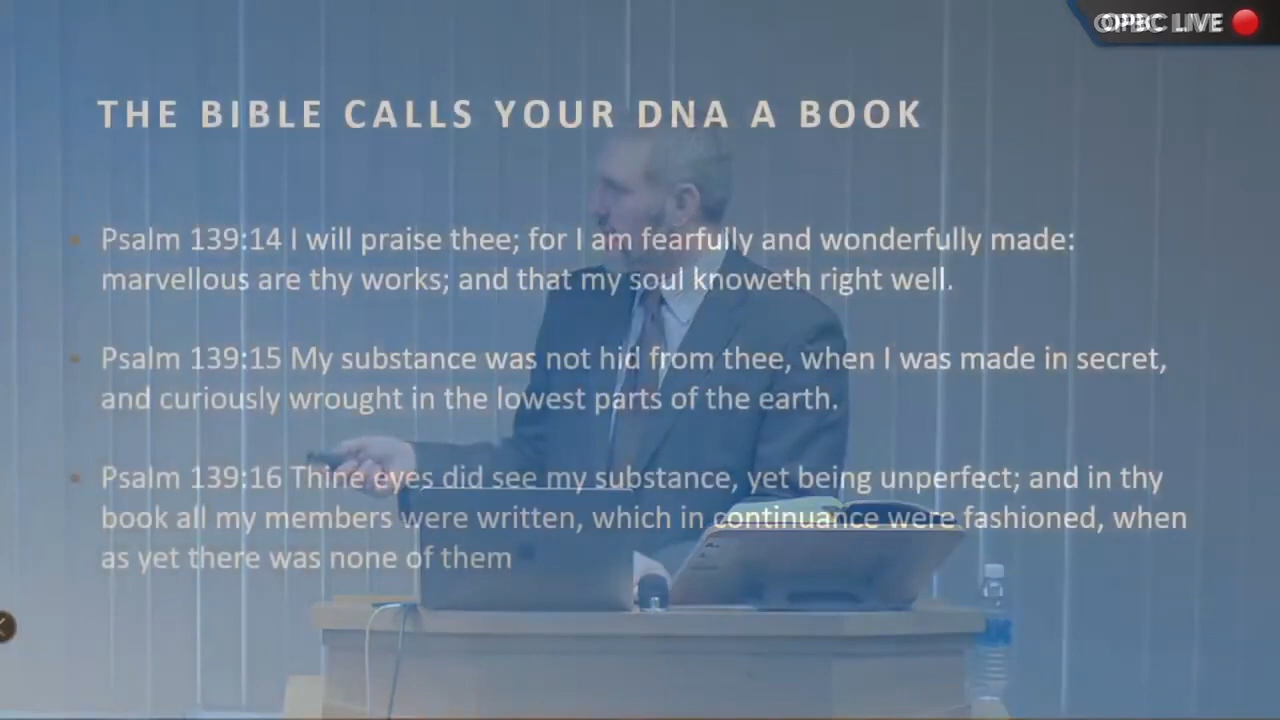 OPBC LIVE
THE BIBLE CALLS YOUR DNA A BOOK
Psalm 139:14 I will praise thee; for I am fearfully and wonderfully made:
marvellous are thy works; and that my soul knoweth right well.
Psalm 139:15 My substance was not hid from thee, when I was made in secret,
and curiously wrought in the lowest parts of the earth.
Psalm 139:16 Thine eyes did see my substance, yet being unperfect; and in thy
book all my members were written, which in continuance were fashioned, when
as yet there was none of them